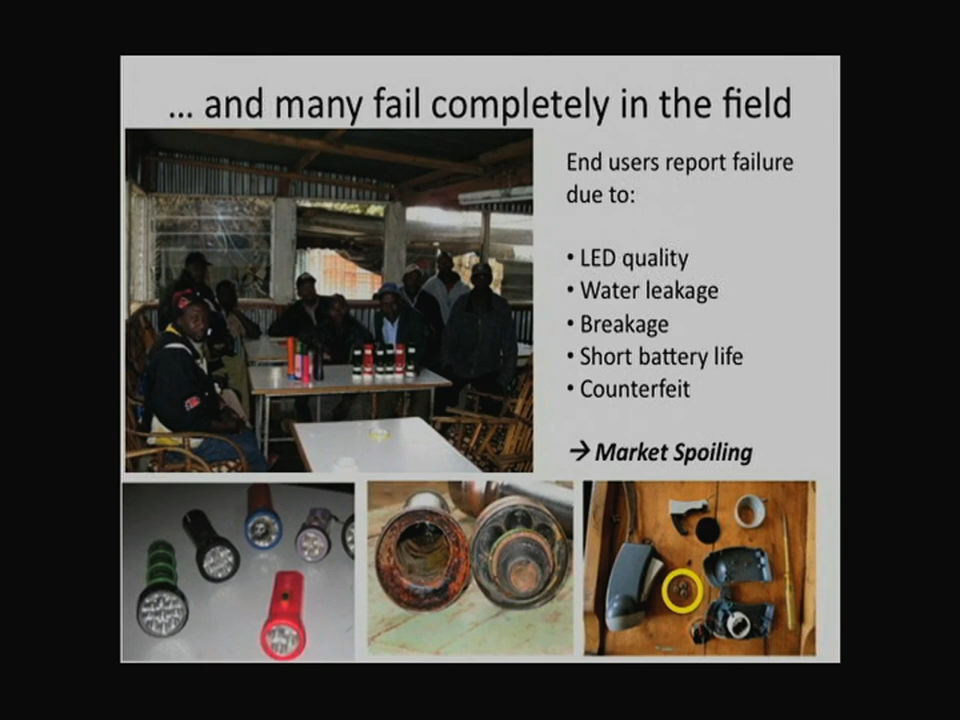 ... and many fail completely in the field
End users report failure
due to:
• LED quality
• Water leakage
• Breakage
• Short battery life
• Counterfeit
→ Market Spoiling